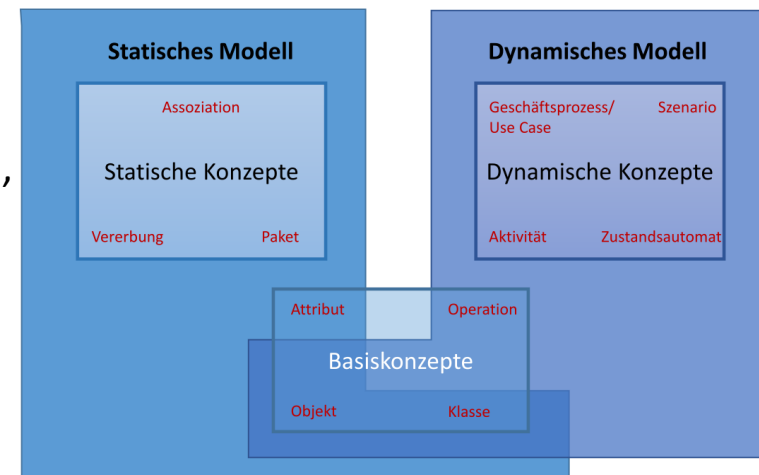 Statisches Modell
Assoziation
Statische Konzepte
Vererbung Paket
,
Dynamisches Modell
Geschäftsprozess/ Szenario
Use Case
Dynamische Konzepte
Aktivität Zustandsautomat
Attribut Operation
Basiskonzepte
Objekt Klasse